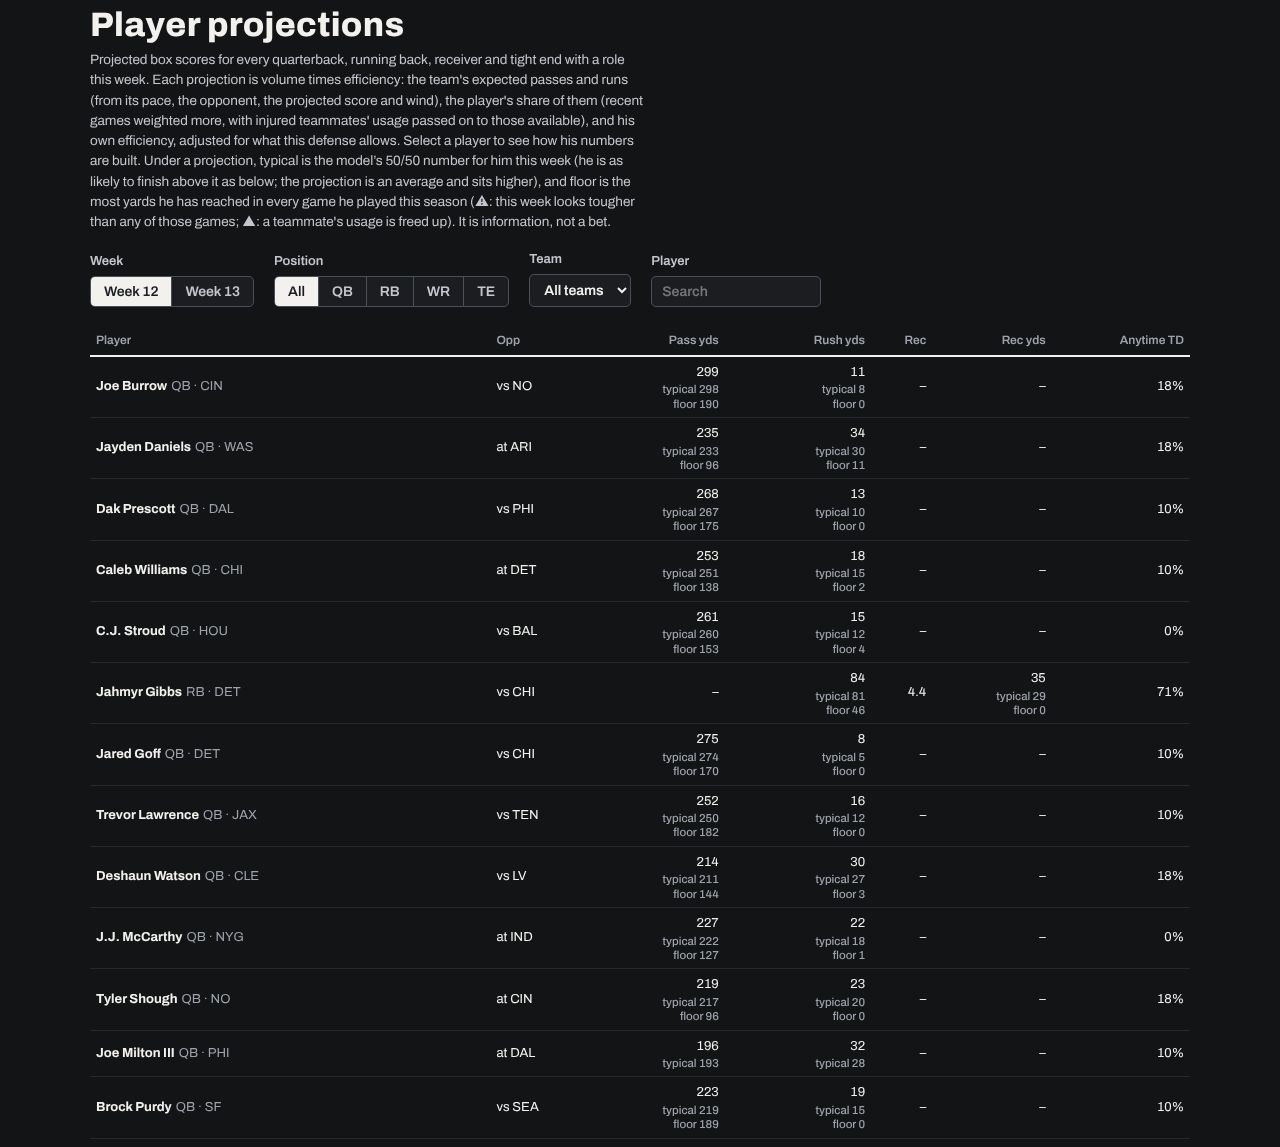 Player projections
Projected box scores for every quarterback, running back, receiver and tight end with a role
this week. Each projection is volume times efficiency: the team's expected passes and runs
(from its pace, the opponent, the projected score and wind), the player's share of them (recent
games weighted more, with injured teammates' usage passed on to those available), and his
own efficiency, adjusted for what this defense allows. Select a player to see how his numbers
are built. Under a projection, typical is the model's 50/50 number for him this week (he is as
likely to finish above it as below; the projection is an average and sits higher), and floor is the
most yards he has reached in every game he played this season (⚠: this week looks tougher
than any of those games; ▲: a teammate's usage is freed up). It is information, not a bet.
Week Position Team Player
Week 12 Week 13 All QB RB WR TE All teams Search
Player Opp Pass yds Rush yds Rec Rec yds Anytime TD
299 11
Joe Burrow QB · CIN vs NO typical 298 typical 8 – – 18%
floor 190 floor 0
235 34
Jayden Daniels QB · WAS at ARI typical 233 typical 30 – – 18%
floor 96 floor 11
268 13
Dak Prescott QB · DAL vs PHI typical 267 typical 10 – – 10%
floor 175 floor 0
253 18
Caleb Williams QB · CHI at DET typical 251 typical 15 – – 10%
floor 138 floor 2
261 15
C.J. Stroud QB · HOU vs BAL typical 260 typical 12 – – 0%
floor 153 floor 4
84 35
Jahmyr Gibbs RB · DET vs CHI – typical 81 4.4 typical 29 71%
floor 46 floor 0
275 8
Jared Goff QB · DET vs CHI typical 274 typical 5 – – 10%
floor 170 floor 0
252 16
Trevor Lawrence QB · JAX vs TEN typical 250 typical 12 – – 10%
floor 182 floor 0
214 30
Deshaun Watson QB · CLE vs LV typical 211 typical 27 – – 18%
floor 144 floor 3
227 22
J.J. McCarthy QB · NYG at IND typical 222 typical 18 – – 0%
floor 127 floor 1
219 23
Tyler Shough QB · NO at CIN typical 217 typical 20 – – 18%
floor 96 floor 0
196 32
Joe Milton III QB · PHI at DAL typical 193 typical 28 – – 10%
223 19
Brock Purdy QB · SF vs SEA typical 219 typical 15 – – 10%
floor 189 floor 0